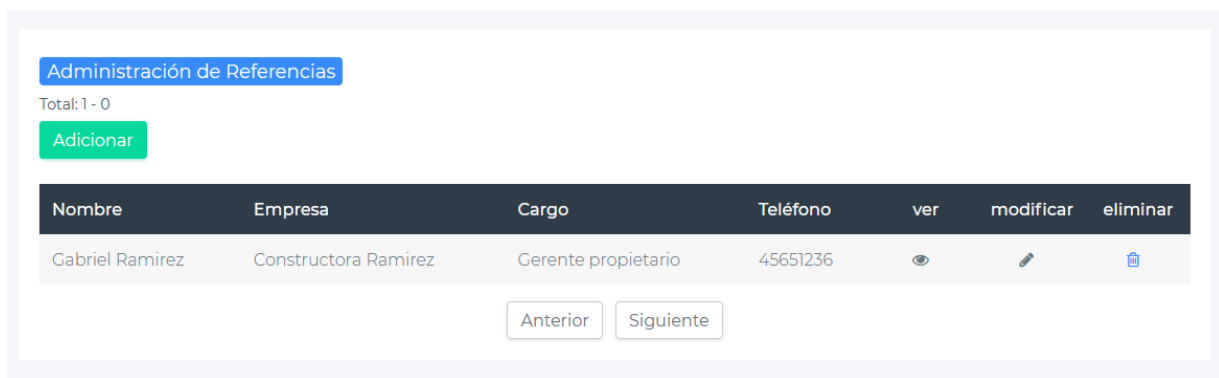 Administración de Referencias
Total: 1 - 0
Adicionar
Nombre Empresa Cargo Teléfono ver modificar eliminar
Gabriel Ramirez Constructora Ramirez Gerente propietario 45651236
Anterior Siguiente